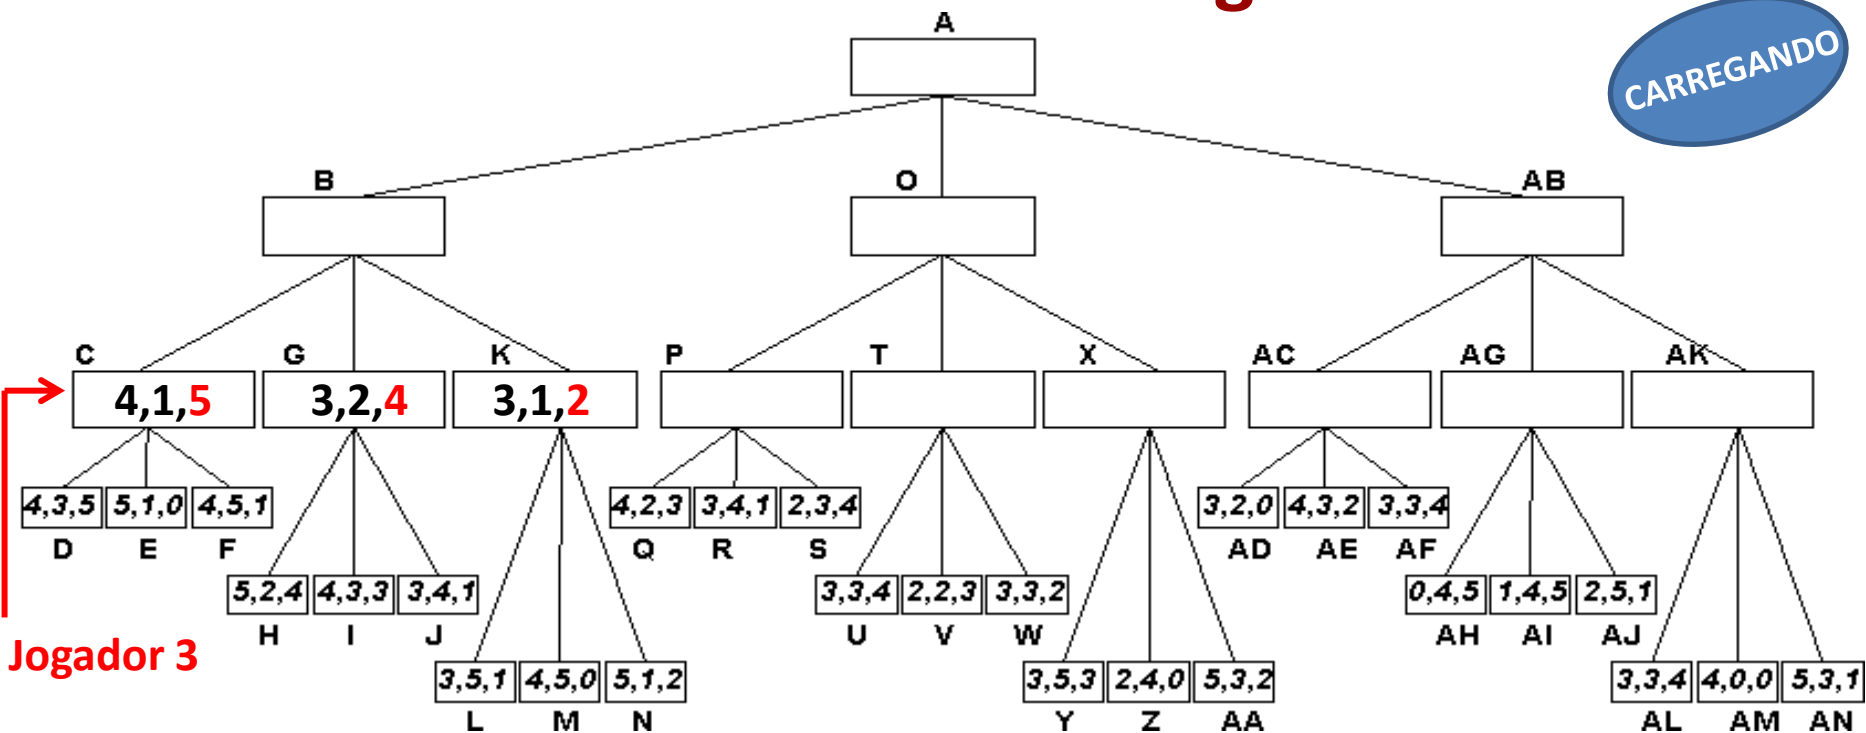 g
CARREGANDO
A
B O AB
C G K P T X AC AG AK
4,1,5 3,2,4 3,1,2
4,3,5 5,1,0 4,5,1 4,2,3 3,4,1 2,3,4 3,2,0 4,3,2 3,3,4
D E F Q R S AD AE AF
5,2,4 4,3,3 3,4,1 3,3,4 2,2,3 3,3,2 0,4,5 1,4,5 2,5,1
H I J U V W AH AI AJ
Jogador 3
3,5,1 4,5,0 5,1,2 3,5,3 2,4,0 5,3,2 3,3,4 4,0,0 5,3,1
L M N Y Z AA AL AM AN